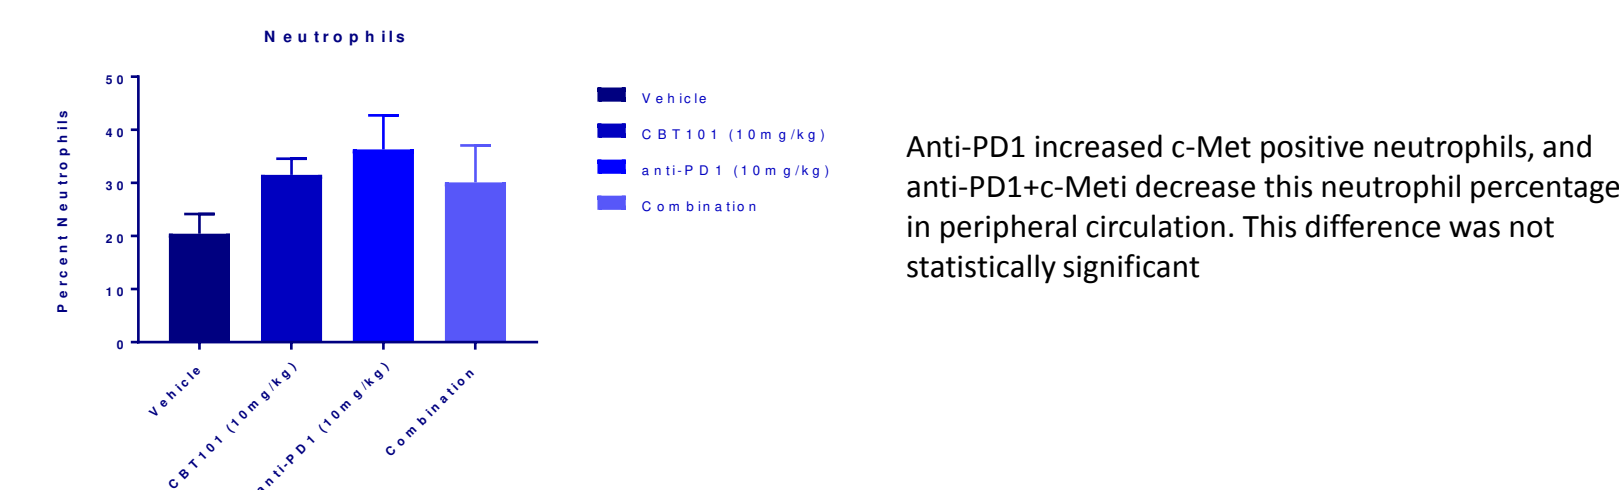 Neutrophils
Percent Neutrophils
50
40
30
20
10
0
Vehicle
CBT101 (10mg/kg)
anti-PD1 (10mg/kg)
Combination
Vehicle
CBT101 (10mg/kg)
anti-PD1 (10mg/kg)
Combination
Anti-PD1 increased c-Met positive neutrophils, and
anti-PD1+c-Meti decrease this neutrophil percentage
in peripheral circulation. This difference was not
statistically significant